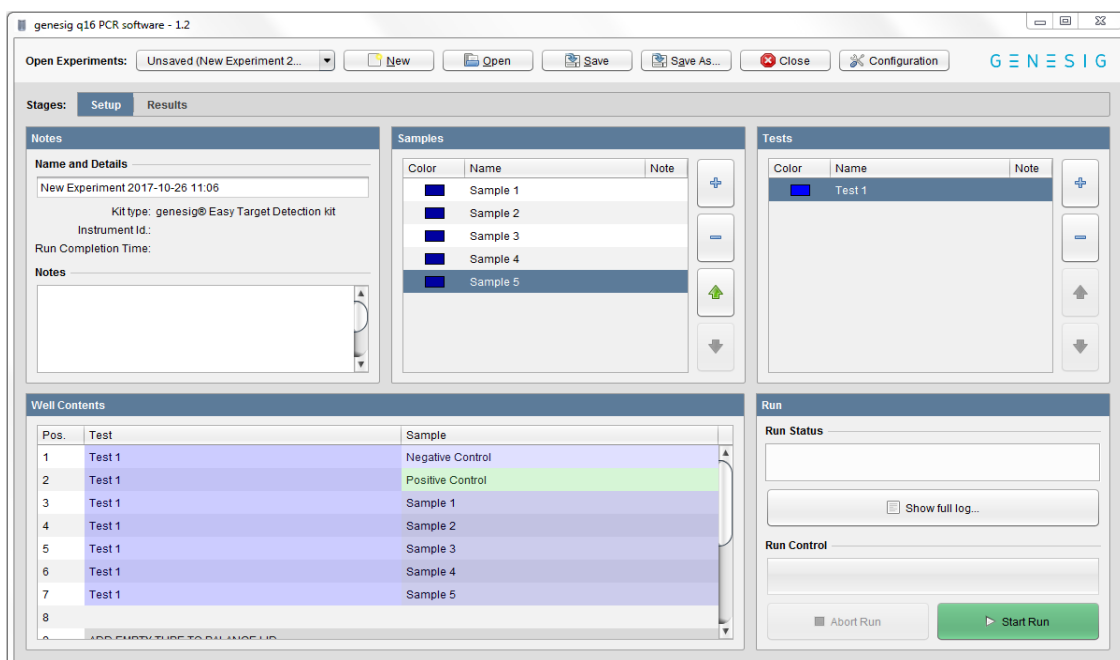 genesig q16 PCR software - 1.2
Open Experiments: Unsaved (New Experiment 2... New Open Save Save As... Close Configuration GENESIG
Stages: Setup Results
Notes
Name and Details
New Experiment 2017-10-26 11:06
Kit type: genesig® Easy Target Detection kit
Instrument Id.:
Run Completion Time:
Notes
Samples
Color Name Note
Sample 1
Sample 2
Sample 3
Sample 4
Sample 5
Tests
Color Name Note
Test 1
Well Contents
Pos. Test Sample
1 Test 1 Negative Control
2 Test 1 Positive Control
3 Test 1 Sample 1
4 Test 1 Sample 2
5 Test 1 Sample 3
6 Test 1 Sample 4
7 Test 1 Sample 5
8
ADD EMPTY TUBE TO BALANCE LID
Run
Run Status
Show full log...
Run Control
Abort Run Start Run